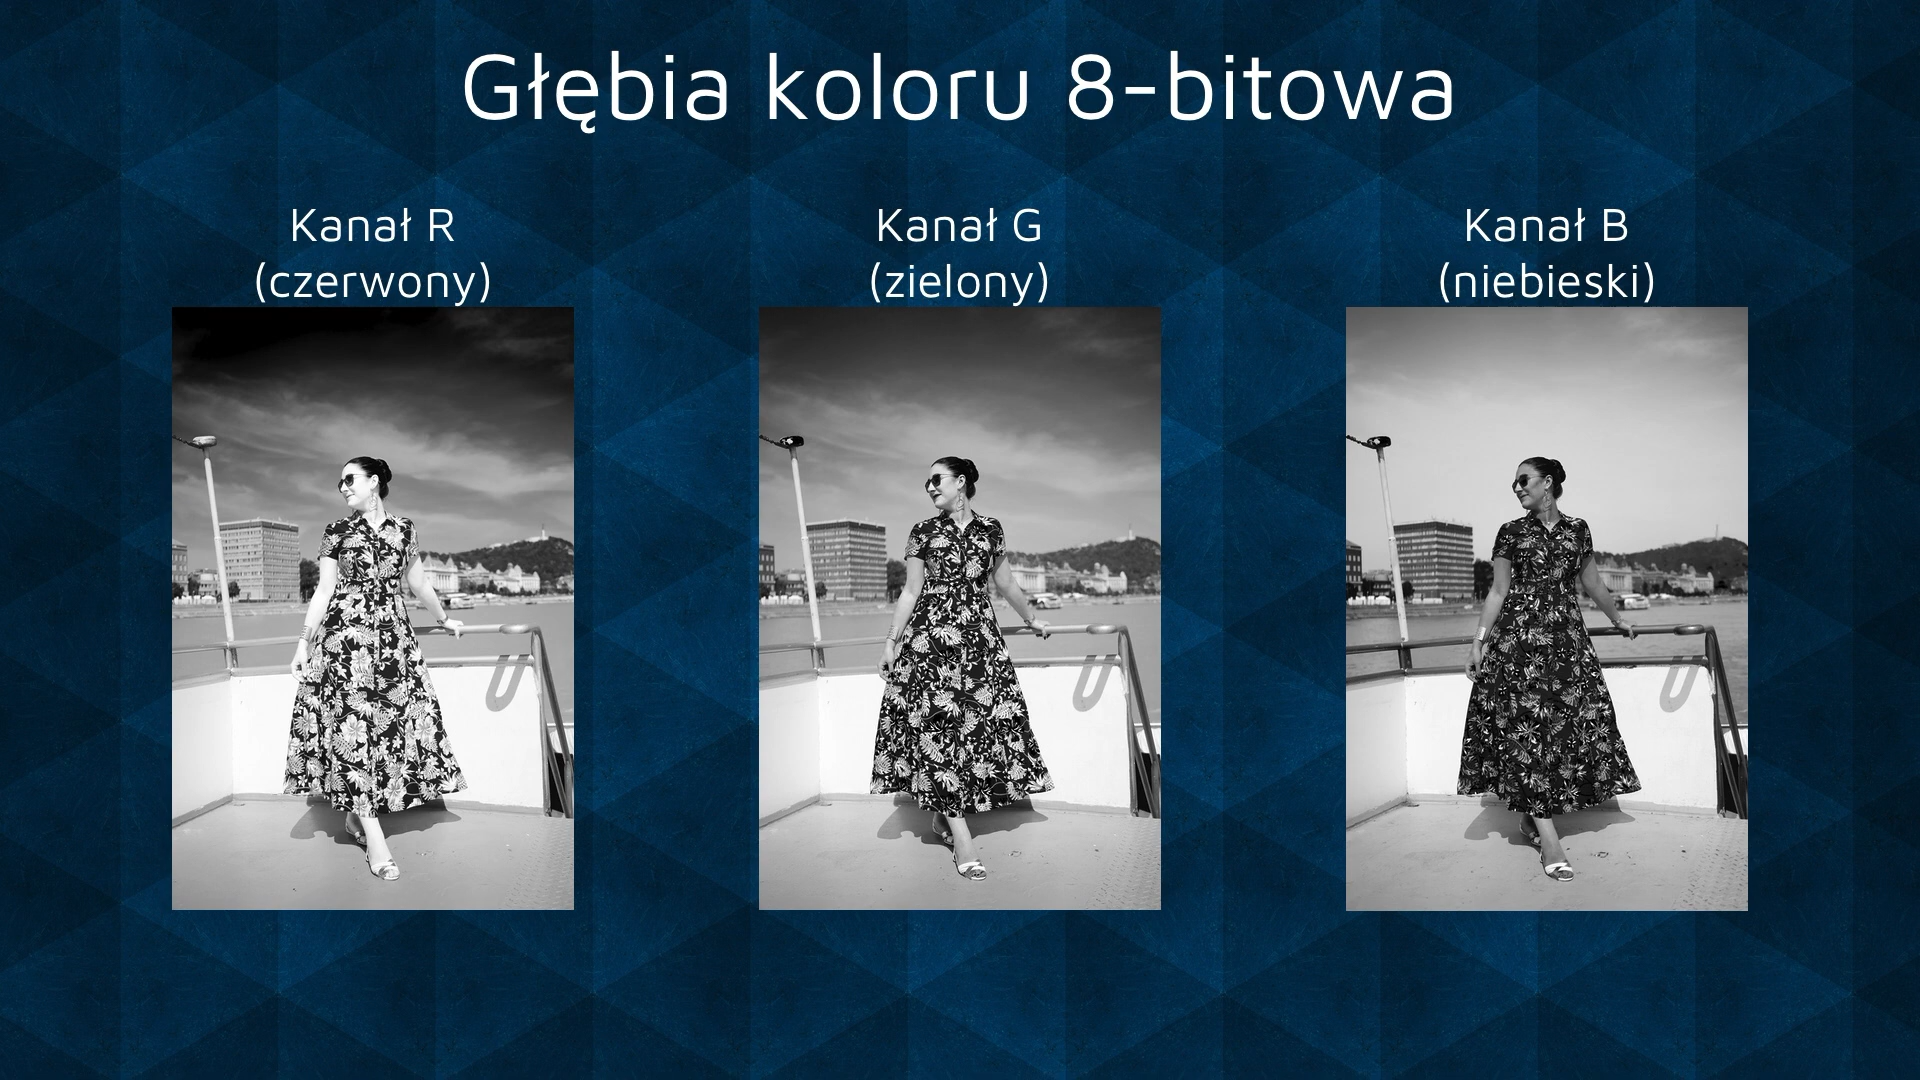 Głębia koloru 8-bitowa
Kanał R
(czerwony)
Kanał G
(zielony)
Kanał B
(niebieski)